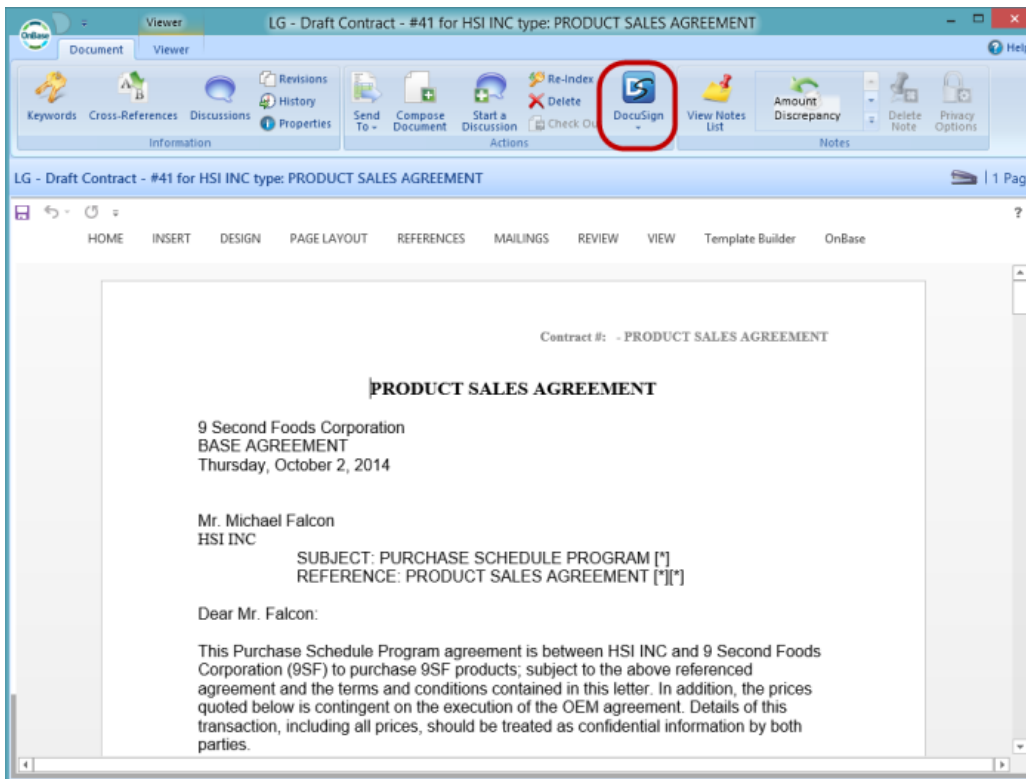 Viewer
LG - Draft Contract - #41 for HSI INC type: PRODUCT SALES AGREEMENT
OnBase
Document Viewer
Help
Keywords
Cross-References
Discussions
Revisions
History
Properties
Information
Send To
Compose Document
Start a Discussion
Re-Index
Delete
Check Ou
DocuSign
Actions
View Notes List
Amount Discrepancy
Delete Note
Privacy Options
Notes
LG - Draft Contract - #41 for HSI INC type: PRODUCT SALES AGREEMENT
1 Pag
?
HOME INSERT DESIGN PAGE LAYOUT REFERENCES MAILINGS REVIEW VIEW Template Builder OnBase
Contract #: - PRODUCT SALES AGREEMENT
PRODUCT SALES AGREEMENT
9 Second Foods Corporation
BASE AGREEMENT
Thursday, October 2, 2014
Mr. Michael Falcon
HSI INC
SUBJECT: PURCHASE SCHEDULE PROGRAM [*]
REFERENCE: PRODUCT SALES AGREEMENT [*][*]
Dear Mr. Falcon:
This Purchase Schedule Program agreement is between HSI INC and 9 Second Foods
Corporation (9SF) to purchase 9SF products; subject to the above referenced
agreement and the terms and conditions contained in this letter. In addition, the prices
quoted below is contingent on the execution of the OEM agreement. Details of this
transaction, including all prices, should be treated as confidential information by both
parties.